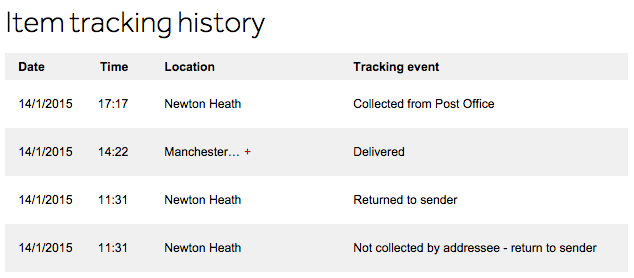 Item tracking history
Date Time Location Tracking event
14/1/2015 17:17 Newton Heath Collected from Post Office
14/1/2015 14:22 Manchester... + Delivered
14/1/2015 11:31 Newton Heath Returned to sender
14/1/2015 11:31 Newton Heath Not collected by addressee - return to sender